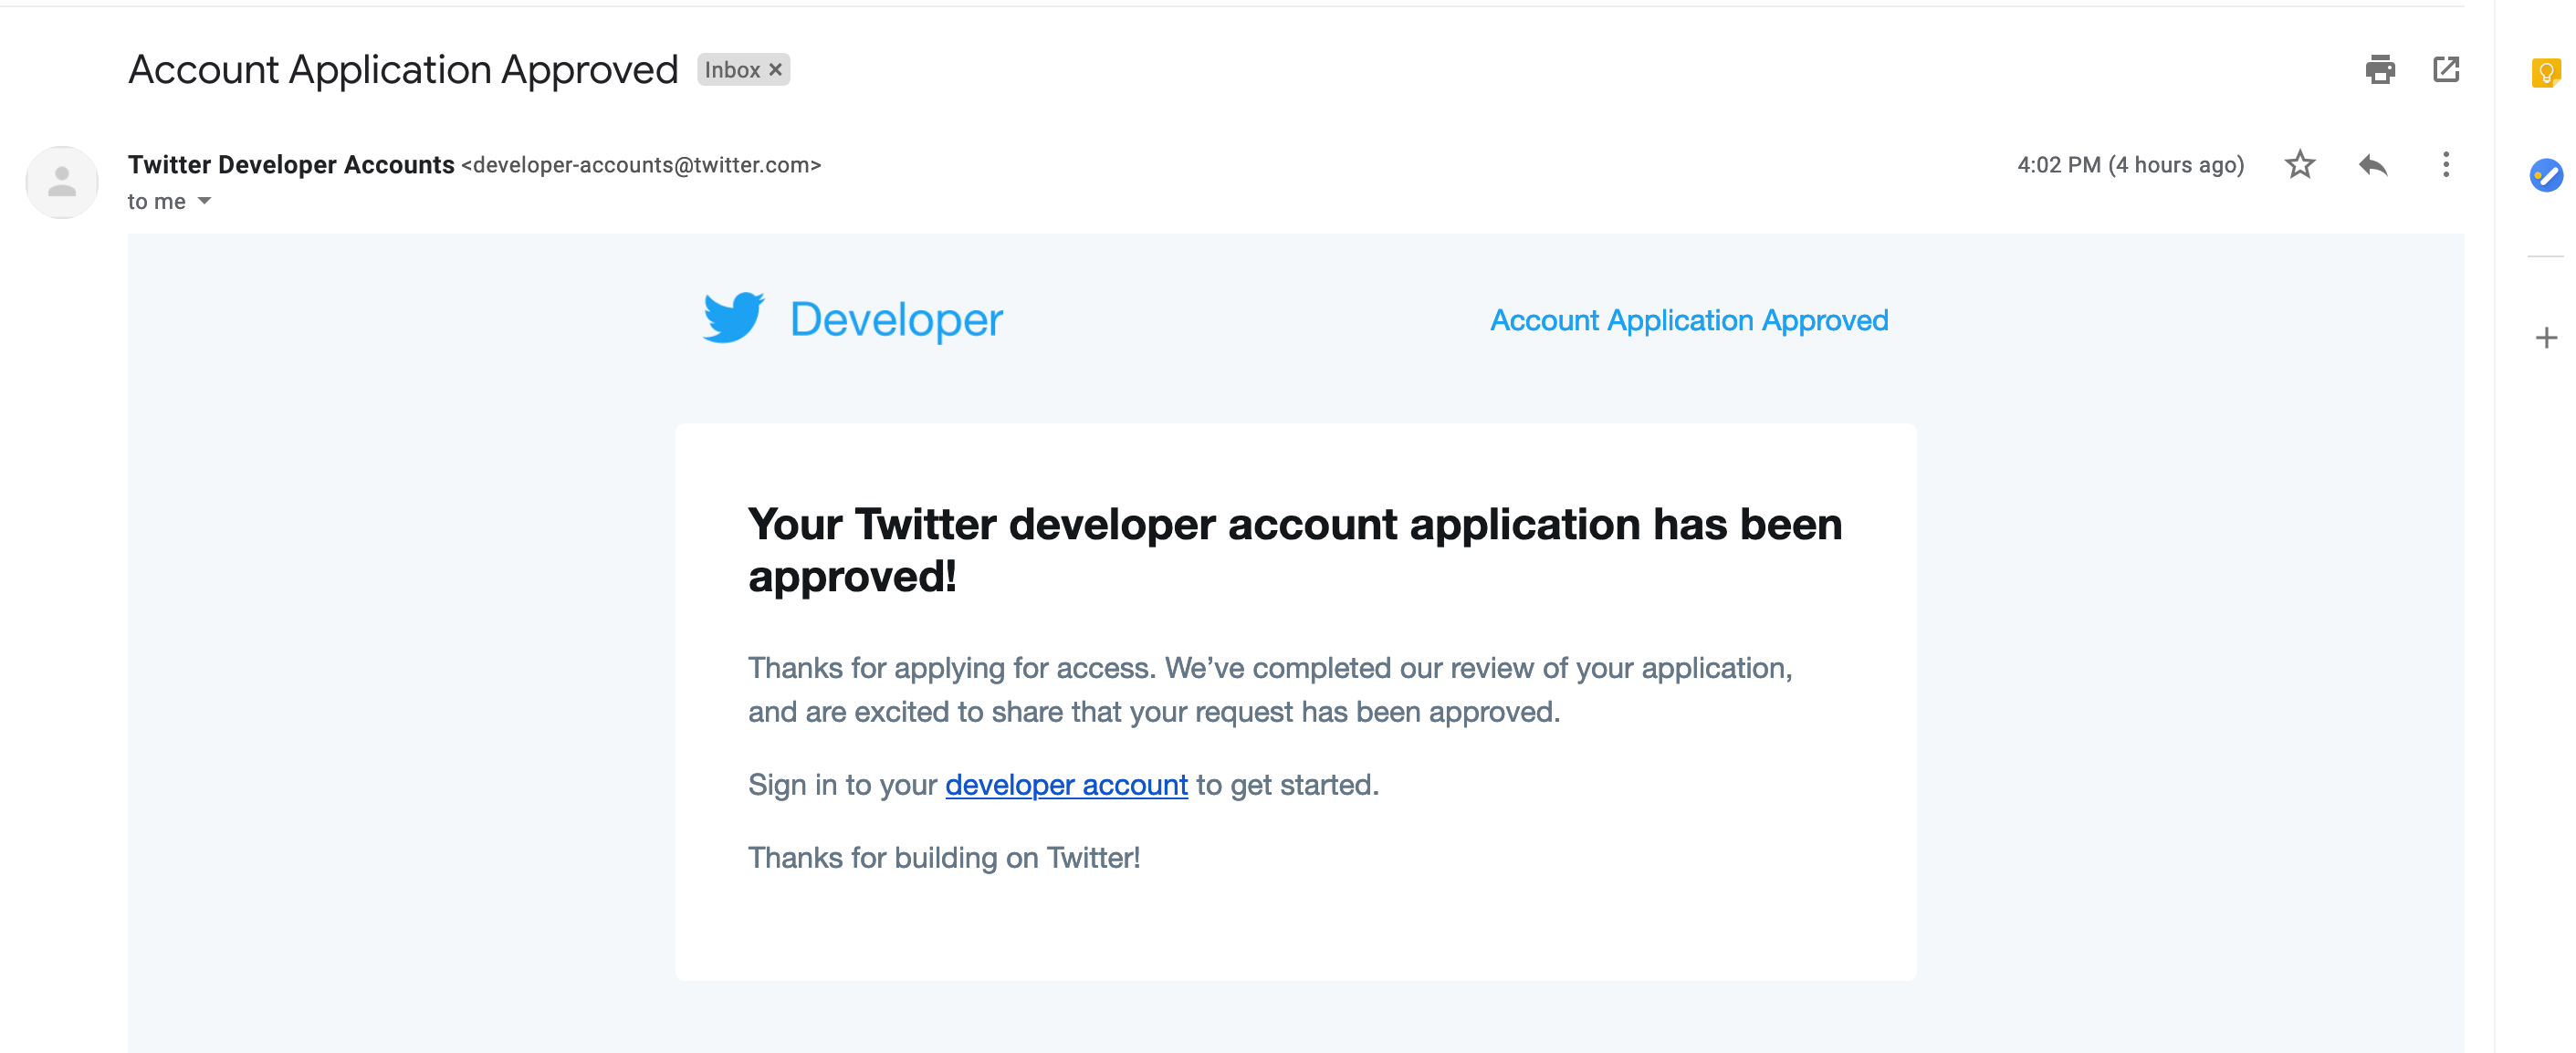 Account Application Approved Inbox ×
Twitter Developer Accounts <developer-accounts@twitter.com> 4:02 PM (4 hours ago)
to me
Developer Account Application Approved
Your Twitter developer account application has been
approved!
Thanks for applying for access. We’ve completed our review of your application,
and are excited to share that your request has been approved.
Sign in to your developer account to get started.
Thanks for building on Twitter!